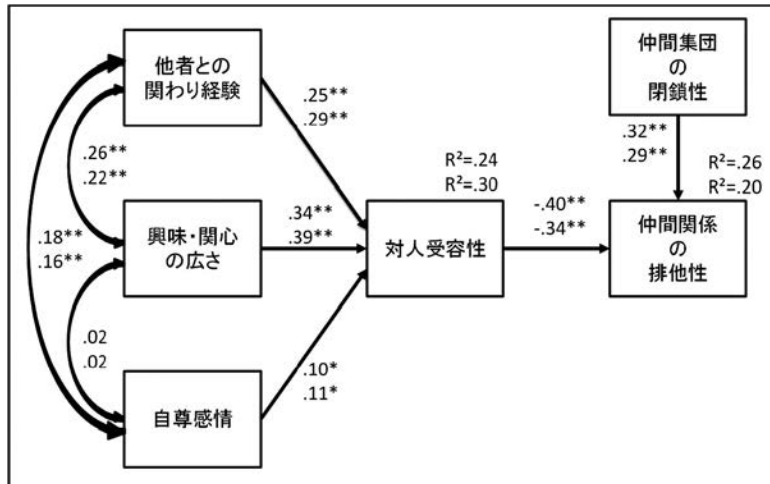 他者との
関わり経験
仲間集団
の
閉鎖性
.25**
.29**
.32**
.29**
.26**
.22**
R²=.24
R²=.30
R²=.26
R²=.20
.18**
.16**
興味・関心
の広さ
.34**
.39**
対人受容性
-.40**
-.34**
仲間関係
の
排他性
.02
.02
.10*
.11*
自尊感情